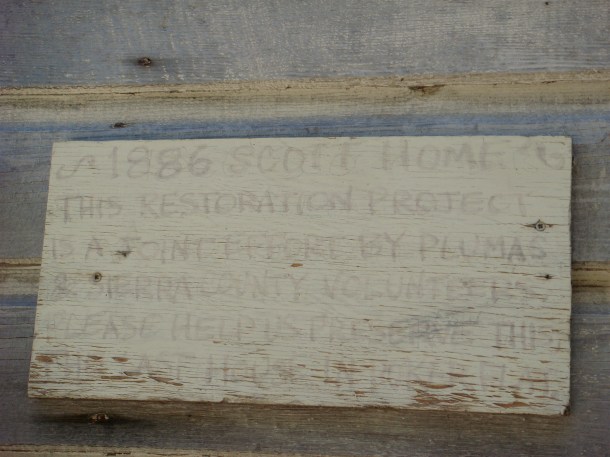 1886 SCOTT HOME
THIS RESTORATION PROJECT
IS A JOINT EFFORT BY PLUMAS
& SIERRA COUNTY VOLUNTEERS.
PLEASE HELP US PRESERVE THIS